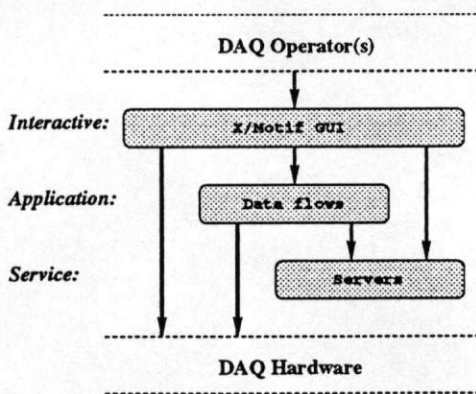 DAQ Operator(s)
Interactive:
X/Motif GUI
Application:
Data flows
Service:
Servers
DAQ Hardware